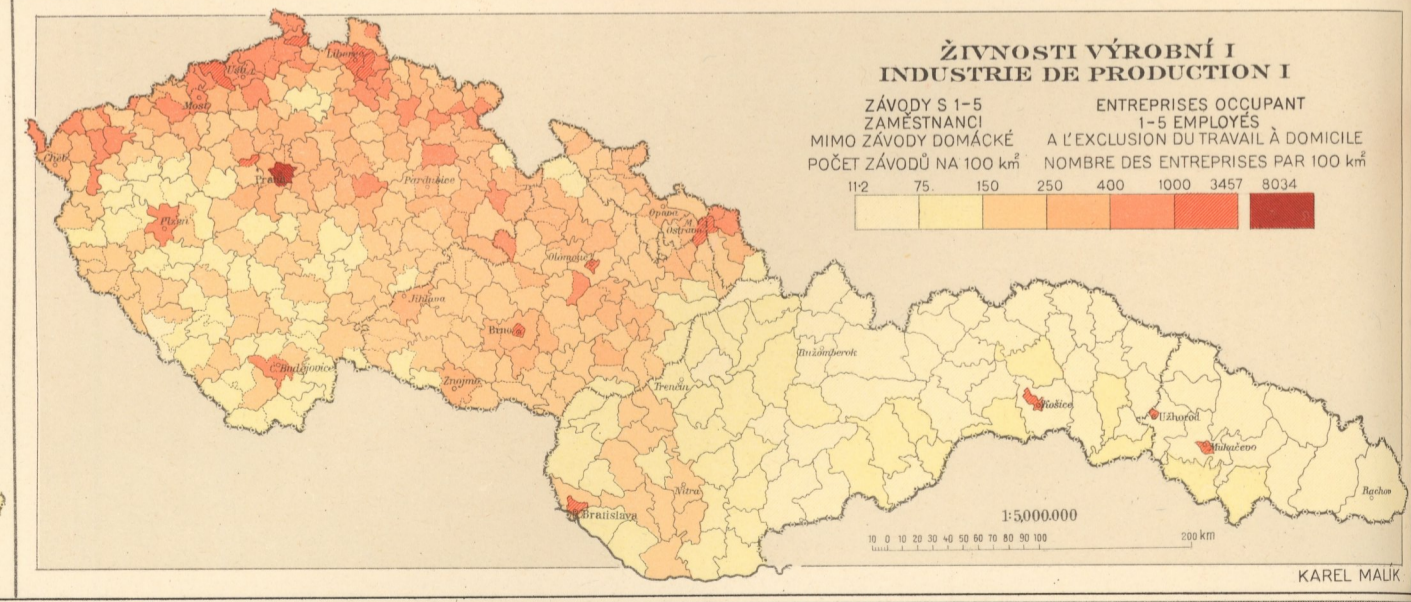 ŽIVNOSTI VÝROBNÍ I
INDUSTRIE DE PRODUCTION I
ZÁVODY S 1-5
ZAMĚSTNANCI
MIMO ZÁVODY DOMÁCKÉ
POČET ZÁVODŮ NA 100 km²
ENTREPRISES OCCUPANT
1-5 EMPLOYÉS
A L'EXCLUSION DU TRAVAIL À DOMICILE
NOMBRE DES ENTREPRISES PAR 100 km²
11·2 75. 150 250 400 1000 3457 8034
Liberec
Ústí
Most
Cheb
Praha
Pardubice
Plzeň
Opava
M. Ostrava
Olomouc
Jihlava
Brno
Č. Budějovice
Znojmo
Ružomberok
Trenčín
Košice
Užhorod
Mukačevo
Nitra
Rachov
Bratislava
1:5,000.000
10 0 10 20 30 40 50 60 70 80 90 100 200 km
KAREL MALÍK